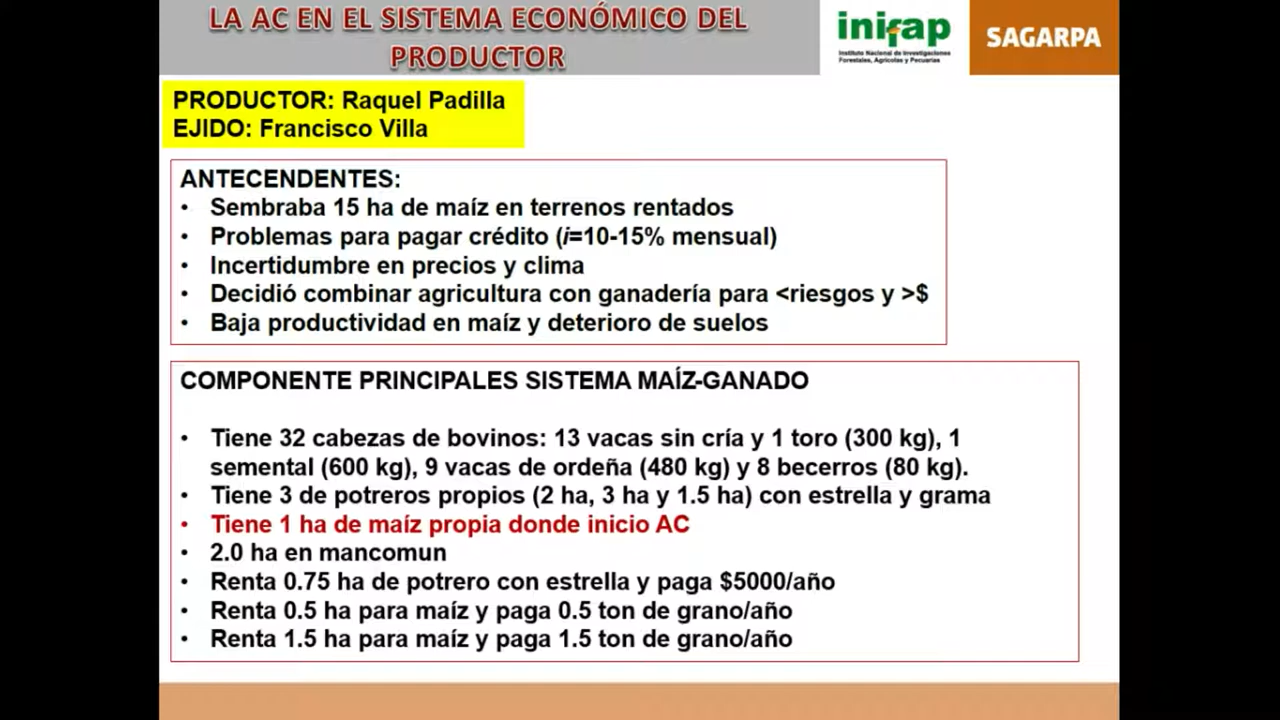 LA AC EN EL SISTEMA ECONÓMICO DEL
PRODUCTOR
inifap
Instituto Nacional de Investigaciones
Forestales, Agrícolas y Pecuarias
SAGARPA
PRODUCTOR: Raquel Padilla
EJIDO: Francisco Villa
ANTECENDENTES:
• Sembraba 15 ha de maíz en terrenos rentados
• Problemas para pagar crédito (i=10-15% mensual)
• Incertidumbre en precios y clima
• Decidió combinar agricultura con ganadería para <riesgos y >$
• Baja productividad en maíz y deterioro de suelos
COMPONENTE PRINCIPALES SISTEMA MAÍZ-GANADO
• Tiene 32 cabezas de bovinos: 13 vacas sin cría y 1 toro (300 kg), 1
semental (600 kg), 9 vacas de ordeña (480 kg) y 8 becerros (80 kg).
• Tiene 3 de potreros propios (2 ha, 3 ha y 1.5 ha) con estrella y grama
• Tiene 1 ha de maíz propia donde inicio AC
• 2.0 ha en mancomun
• Renta 0.75 ha de potrero con estrella y paga $5000/año
• Renta 0.5 ha para maíz y paga 0.5 ton de grano/año
• Renta 1.5 ha para maíz y paga 1.5 ton de grano/año